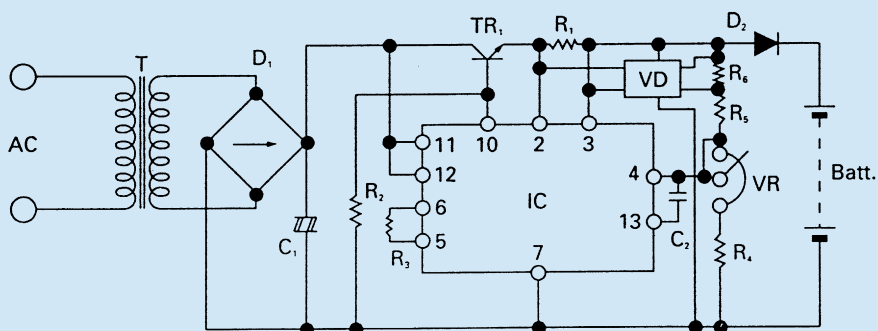 TR₁ R₁ D₂
T D₁
VD R₆
R₅
AC 11 10 2 3
12 4 VR Batt.
R₂ 6 IC
5 13
C₁ R₃ 7 C₂ R₄